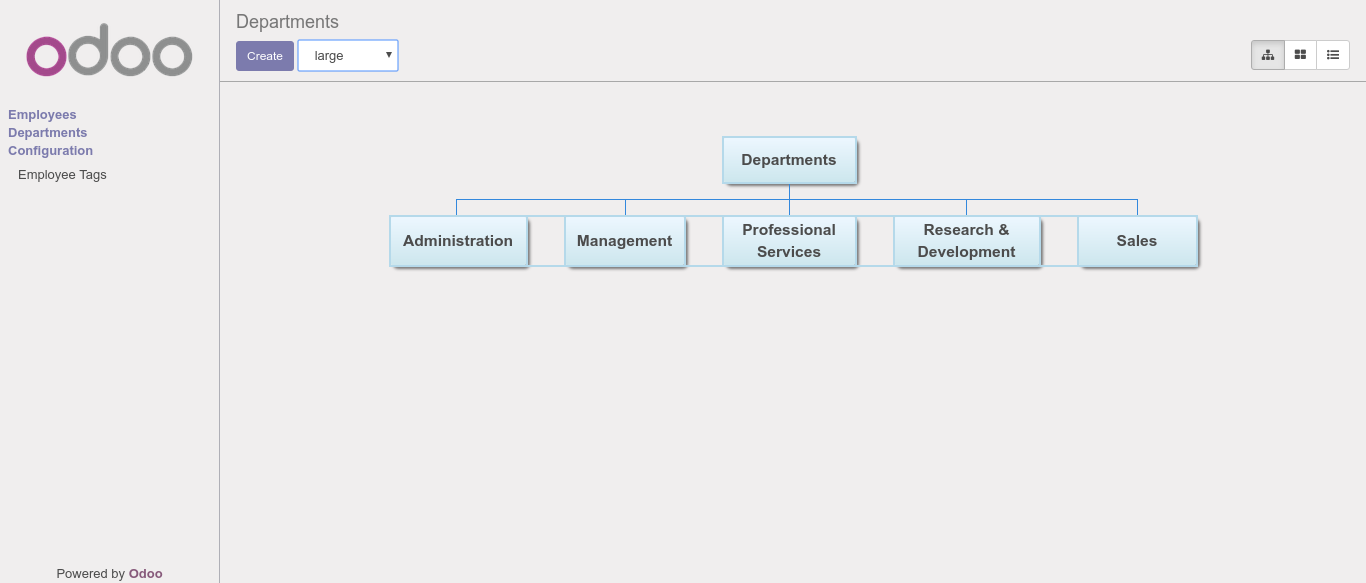 odoo
Employees
Departments
Configuration
Employee Tags
Powered by Odoo
Departments
Create
large
Departments
Administration
Management
Professional
Services
Research &
Development
Sales